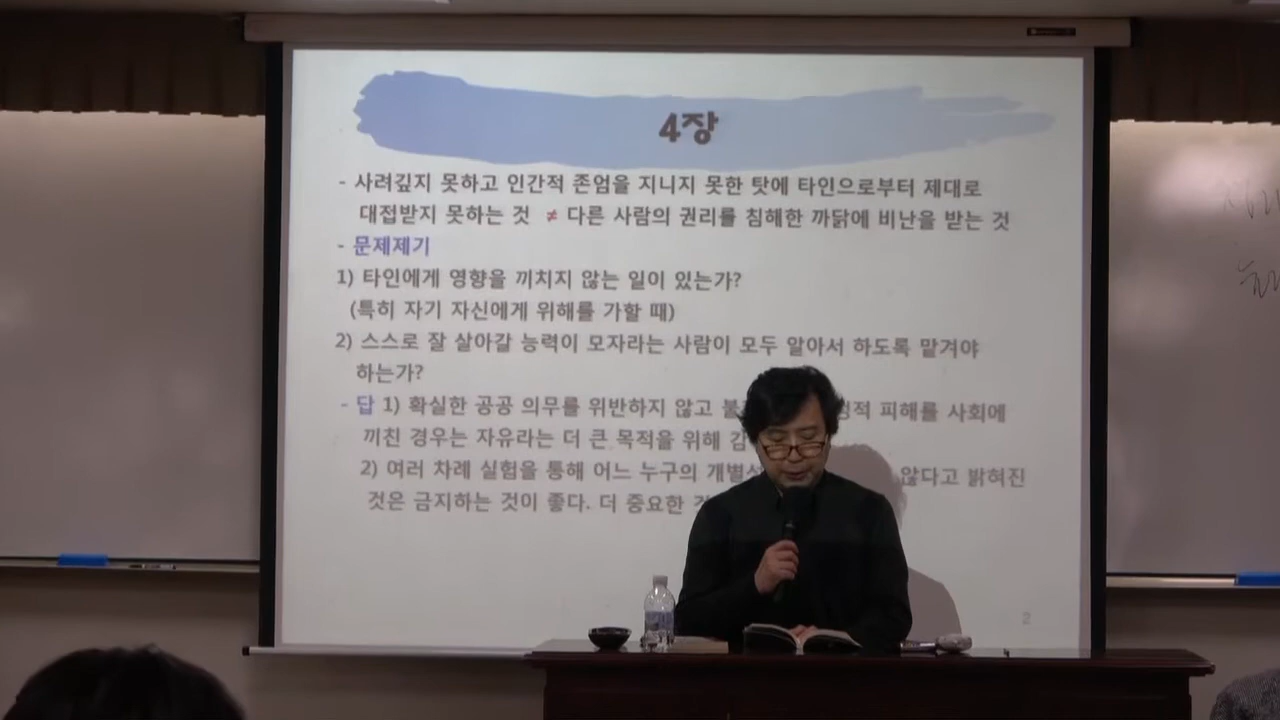 4장
- 사려깊지 못하고 인간적 존엄을 지니지 못한 탓에 타인으로부터 제대로
대접받지 못하는 것 ≠ 다른 사람의 권리를 침해한 까닭에 비난을 받는 것
- 문제제기
1) 타인에게 영향을 끼치지 않는 일이 있는가?
(특히 자기 자신에게 위해를 가할 때)
2) 스스로 잘 살아갈 능력이 모자라는 사람이 모두 알아서 하도록 맡겨야
하는가?
- 답 1) 확실한 공공 의무를 위반하지 않고 피해를 사회에
끼친 경우는 자유라는 더 큰 목적을 위해
2) 여러 차례 실험을 통해 어느 누구의 않다고 밝혀진
것은 금지하는 것이 좋다. 더 중요한
2